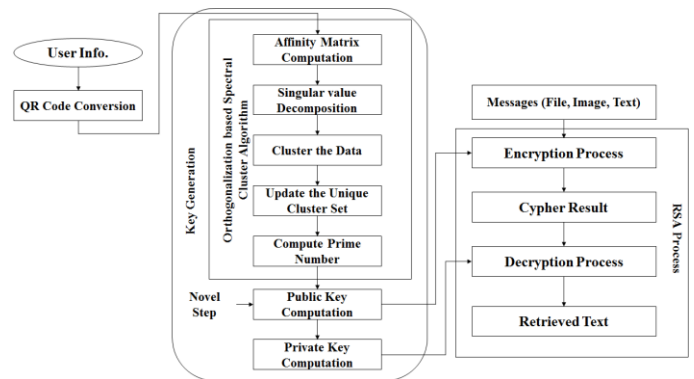 User Info.
QR Code Conversion
Key Generation
Orthogonalization based Spectral
Cluster Algorithm
Affinity Matrix
Computation
Singular value
Decomposition
Cluster the Data
Update the Unique
Cluster Set
Compute Prime
Number
Novel
Step
Public Key
Computation
Private Key
Computation
Messages (File, Image, Text)
Encryption Process
Cypher Result
Decryption Process
Retrieved Text
RSA Process